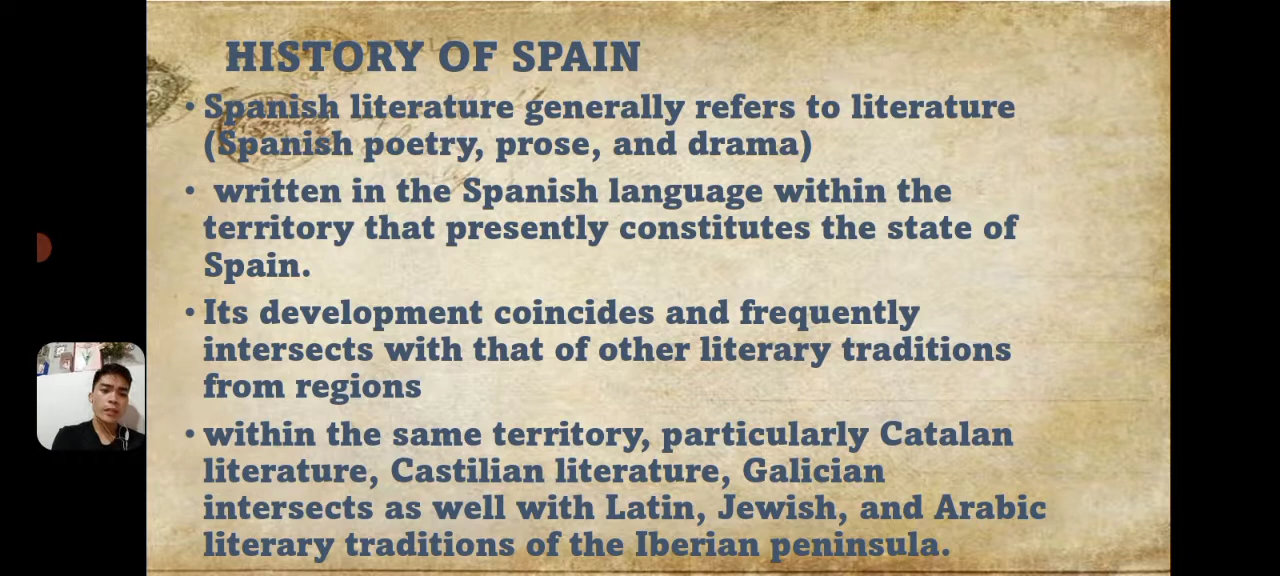 HISTORY OF SPAIN
• Spanish literature generally refers to literature
(Spanish poetry, prose, and drama)
• written in the Spanish language within the
territory that presently constitutes the state of
Spain.
• Its development coincides and frequently
intersects with that of other literary traditions
from regions
• within the same territory, particularly Catalan
literature, Castilian literature, Galician
intersects as well with Latin, Jewish, and Arabic
literary traditions of the Iberian peninsula.